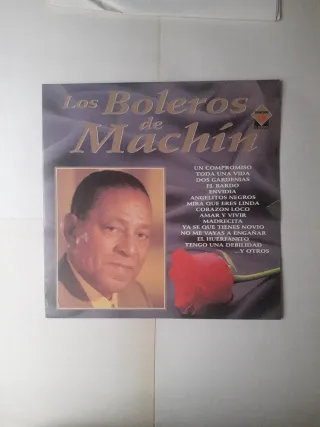 Los Boleros
de
Machín
UN COMPROMISO
TODA UNA VIDA
DOS GARDENIAS
EL BARDO
ENVIDIA
ANGELITOS NEGROS
MIRA QUE ERES LINDA
CORAZON LOCO
AMAR Y VIVIR
MADRECITA
YA SE QUE TIENES NOVIO
NO ME VAYAS A ENGAÑAR
EL HUERFANITO
TENGO UNA DEBILIDAD
...Y OTROS